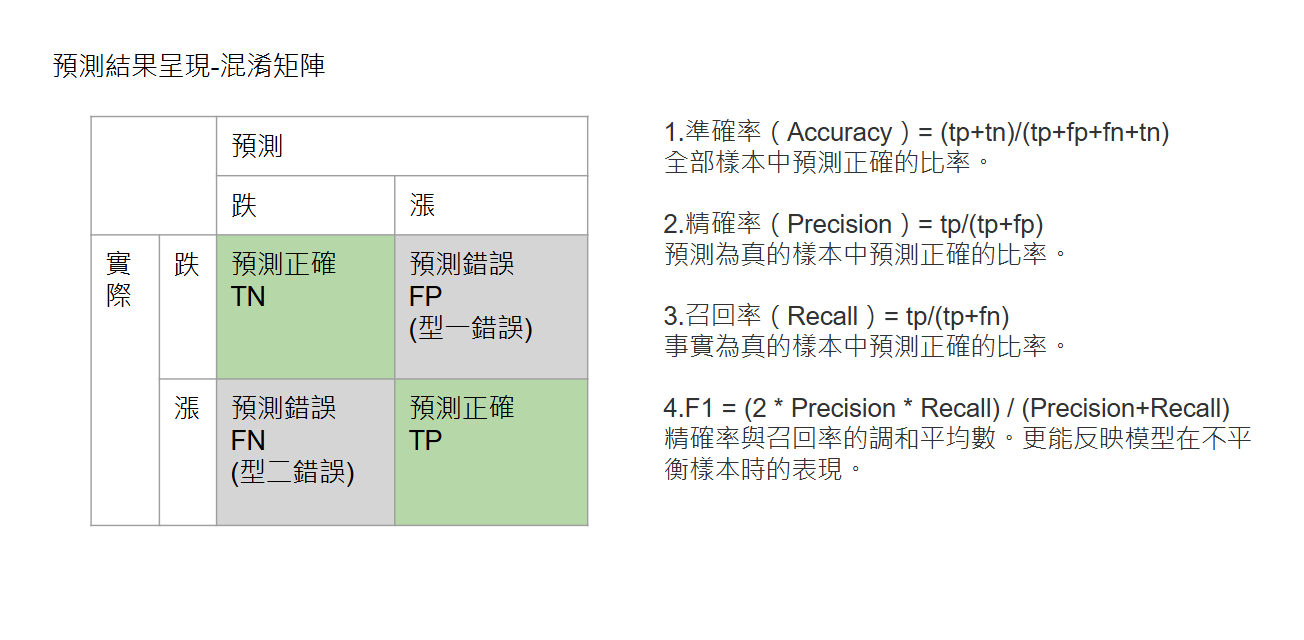 預測結果呈現-混淆矩陣
預測
跌
漲
實
際
跌
預測正確
TN
預測錯誤
FP
(型一錯誤)
漲
預測錯誤
FN
(型二錯誤)
預測正確
TP
1.準確率（Accuracy）= (tp+tn)/(tp+fp+fn+tn)
全部樣本中預測正確的比率。
2.精確率（Precision）= tp/(tp+fp)
預測為真的樣本中預測正確的比率。
3.召回率（Recall）= tp/(tp+fn)
事實為真的樣本中預測正確的比率。
4.F1 = (2 * Precision * Recall) / (Precision+Recall)
精確率與召回率的調和平均數。更能反映模型在不平
衡樣本時的表現。